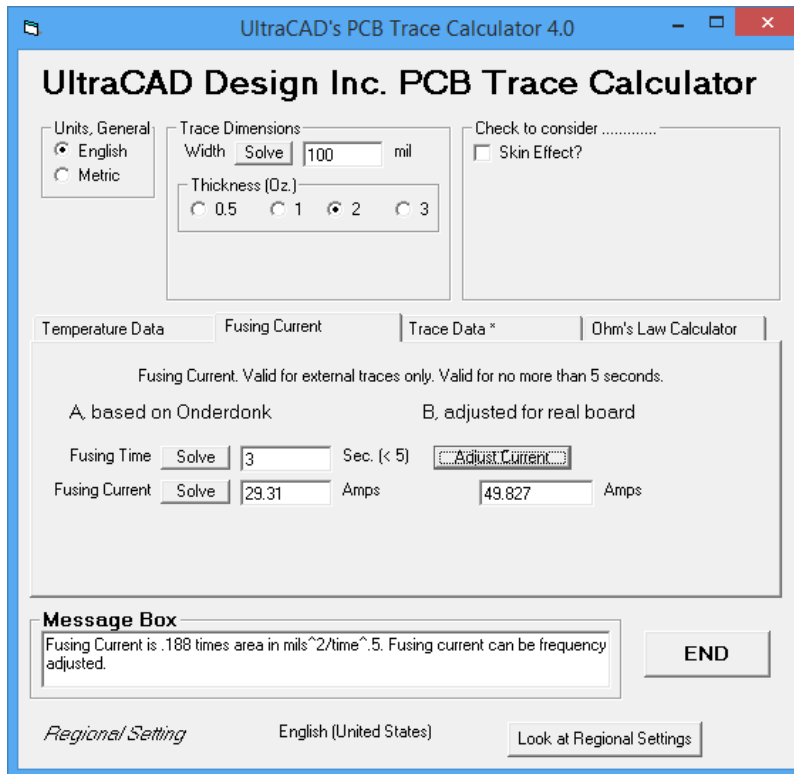 UltraCAD's PCB Trace Calculator 4.0
UltraCAD Design Inc. PCB Trace Calculator
Units, General
English
Metric
Trace Dimensions
Width Solve 100 mil
Thickness (Oz.)
0.5 1 2 3
Check to consider .............
Skin Effect?
Temperature Data Fusing Current Trace Data * Ohm's Law Calculator
Fusing Current. Valid for external traces only. Valid for no more than 5 seconds.
A, based on Onderdonk B, adjusted for real board
Fusing Time Solve 3 Sec. (< 5) Adjust Current
Fusing Current Solve 29.31 Amps 49.827 Amps
Message Box
Fusing Current is .188 times area in mils^2/time^.5. Fusing current can be frequency
adjusted.
END
Regional Setting English (United States) Look at Regional Settings